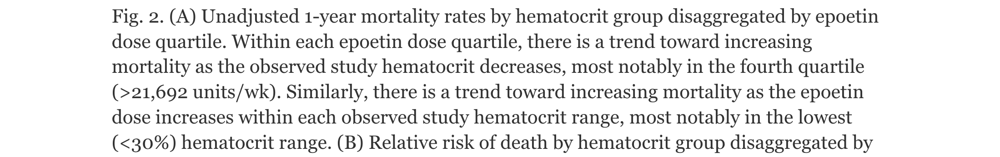 Fig. 2. (A) Unadjusted 1-year mortality rates by hematocrit group disaggregated by epoetin
dose quartile. Within each epoetin dose quartile, there is a trend toward increasing
mortality as the observed study hematocrit decreases, most notably in the fourth quartile
(>21,692 units/wk). Similarly, there is a trend toward increasing mortality as the epoetin
dose increases within each observed study hematocrit range, most notably in the lowest
(<30%) hematocrit range. (B) Relative risk of death by hematocrit group disaggregated by